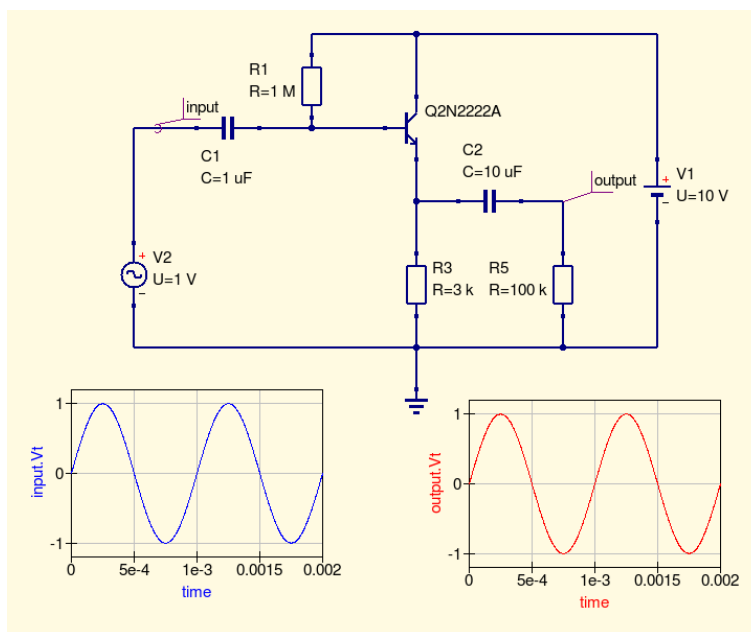 R1
R=1 M
input
Q2N2222A
C1
C=1 uF
C2
C=10 uF
output
+
V1
U=10 V
−
+
V2
U=1 V
−
R3
R=3 k
R5
R=100 k
input.Vt
1
0
-1
0
5e-4
1e-3
0.0015
0.002
time
output.Vt
1
0
-1
0
5e-4
1e-3
0.0015
0.002
time